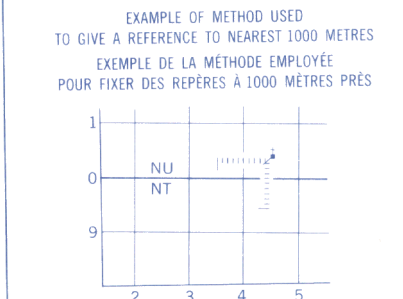 EXAMPLE OF METHOD USED
TO GIVE A REFERENCE TO NEAREST 1000 METRES
EXEMPLE DE LA MÉTHODE EMPLOYÉE
POUR FIXER DES REPÈRES À 1000 MÈTRES PRÈS
1
NU
0
NT
9
2 3 4 5